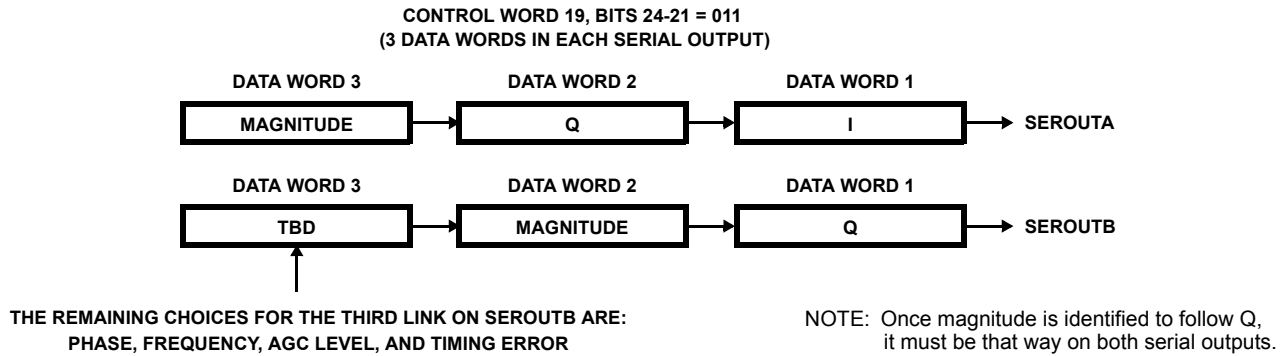 CONTROL WORD 19, BITS 24-21 = 011
(3 DATA WORDS IN EACH SERIAL OUTPUT)
DATA WORD 3 DATA WORD 2 DATA WORD 1
MAGNITUDE Q I SEROUTA
DATA WORD 3 DATA WORD 2 DATA WORD 1
TBD MAGNITUDE Q SEROUTB
THE REMAINING CHOICES FOR THE THIRD LINK ON SEROUTB ARE:
PHASE, FREQUENCY, AGC LEVEL, AND TIMING ERROR
NOTE: Once magnitude is identified to follow Q,
it must be that way on both serial outputs.